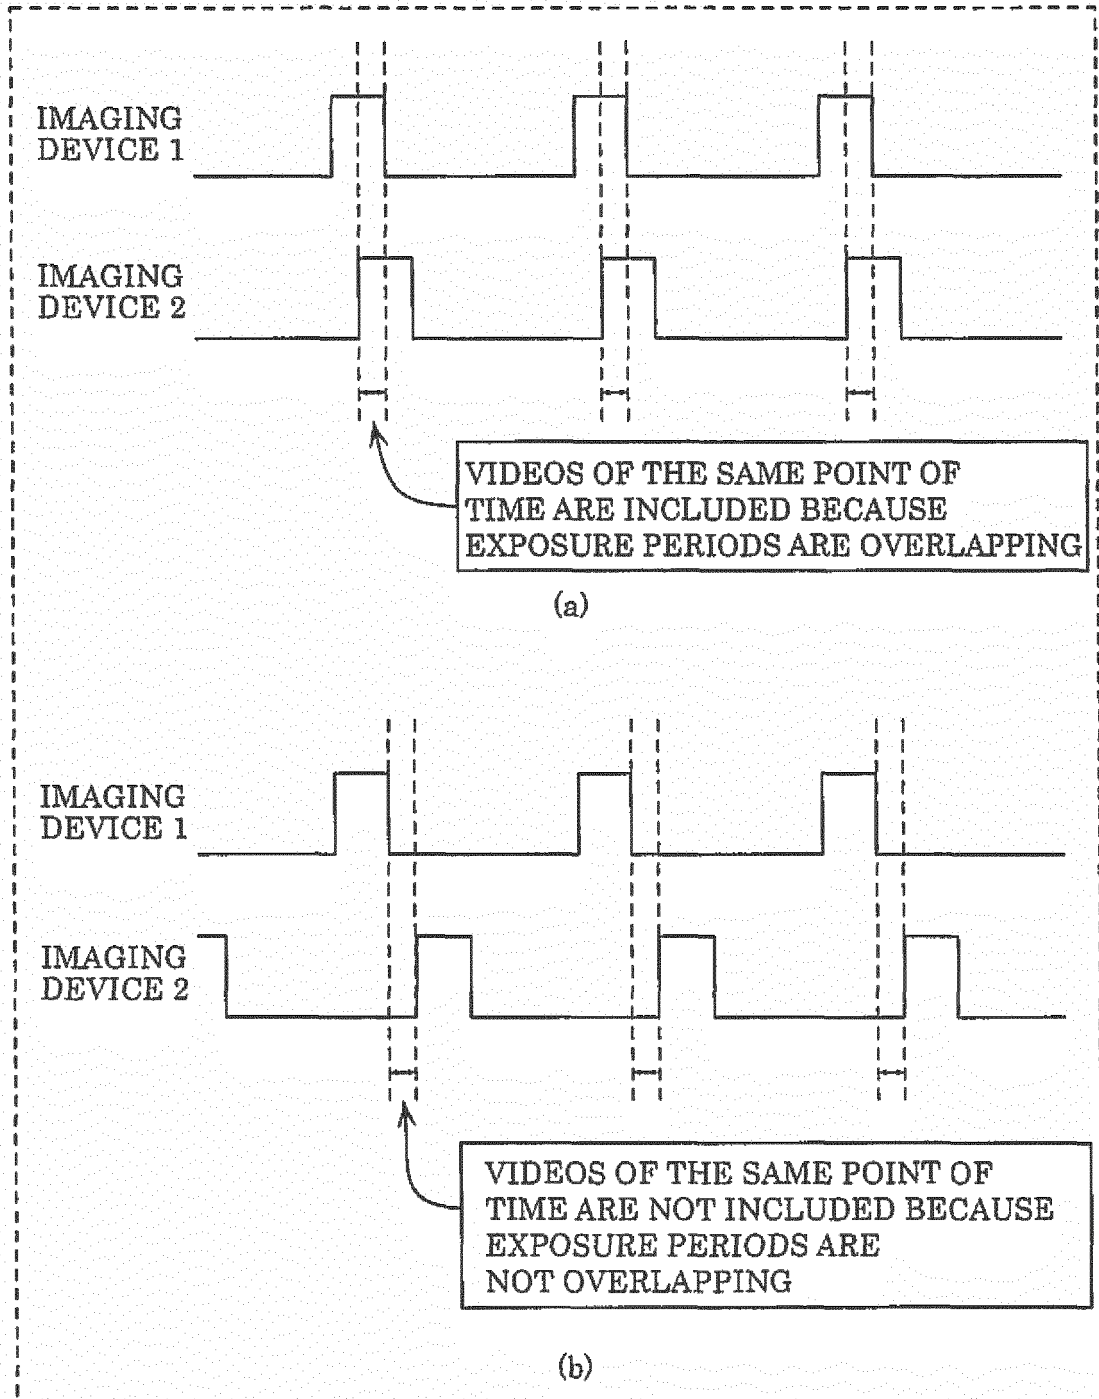 IMAGING
DEVICE 1
IMAGING
DEVICE 2
VIDEOS OF THE SAME POINT OF
TIME ARE INCLUDED BECAUSE
EXPOSURE PERIODS ARE OVERLAPPING
(a)
IMAGING
DEVICE 1
IMAGING
DEVICE 2
VIDEOS OF THE SAME POINT OF
TIME ARE NOT INCLUDED BECAUSE
EXPOSURE PERIODS ARE
NOT OVERLAPPING
(b)